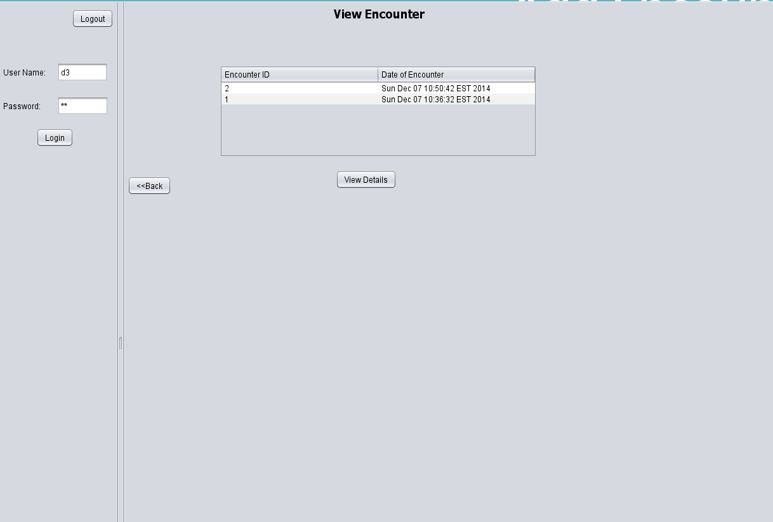 Logout
View Encounter
User Name: d3
Password: **
Login
Encounter ID Date of Encounter
2 Sun Dec 07 10:50:42 EST 2014
1 Sun Dec 07 10:36:32 EST 2014
View Details
<<Back